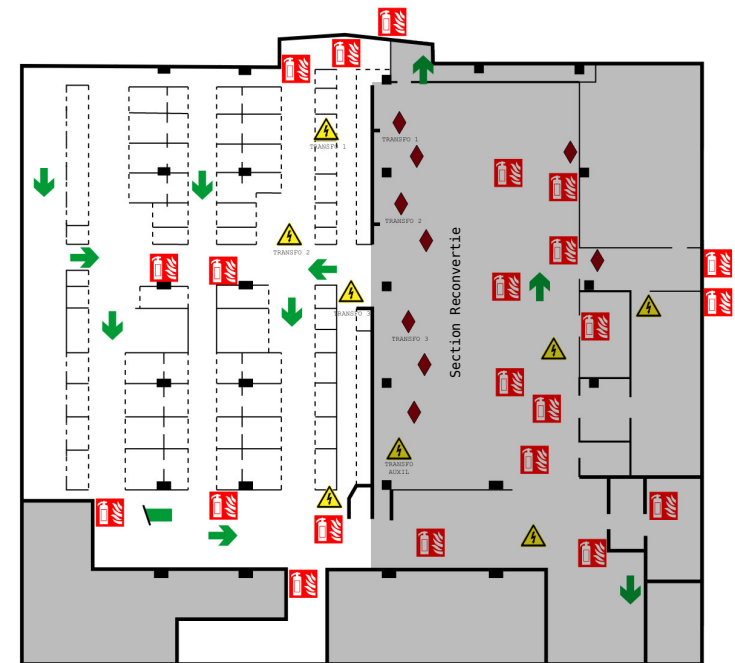 TRANSFO 1
TRANSFO 1
TRANSFO 2
TRANSFO 2
Section Reconvertie
TRANSFO 3
TRANSFO 3
TRANSFO
AUXIL